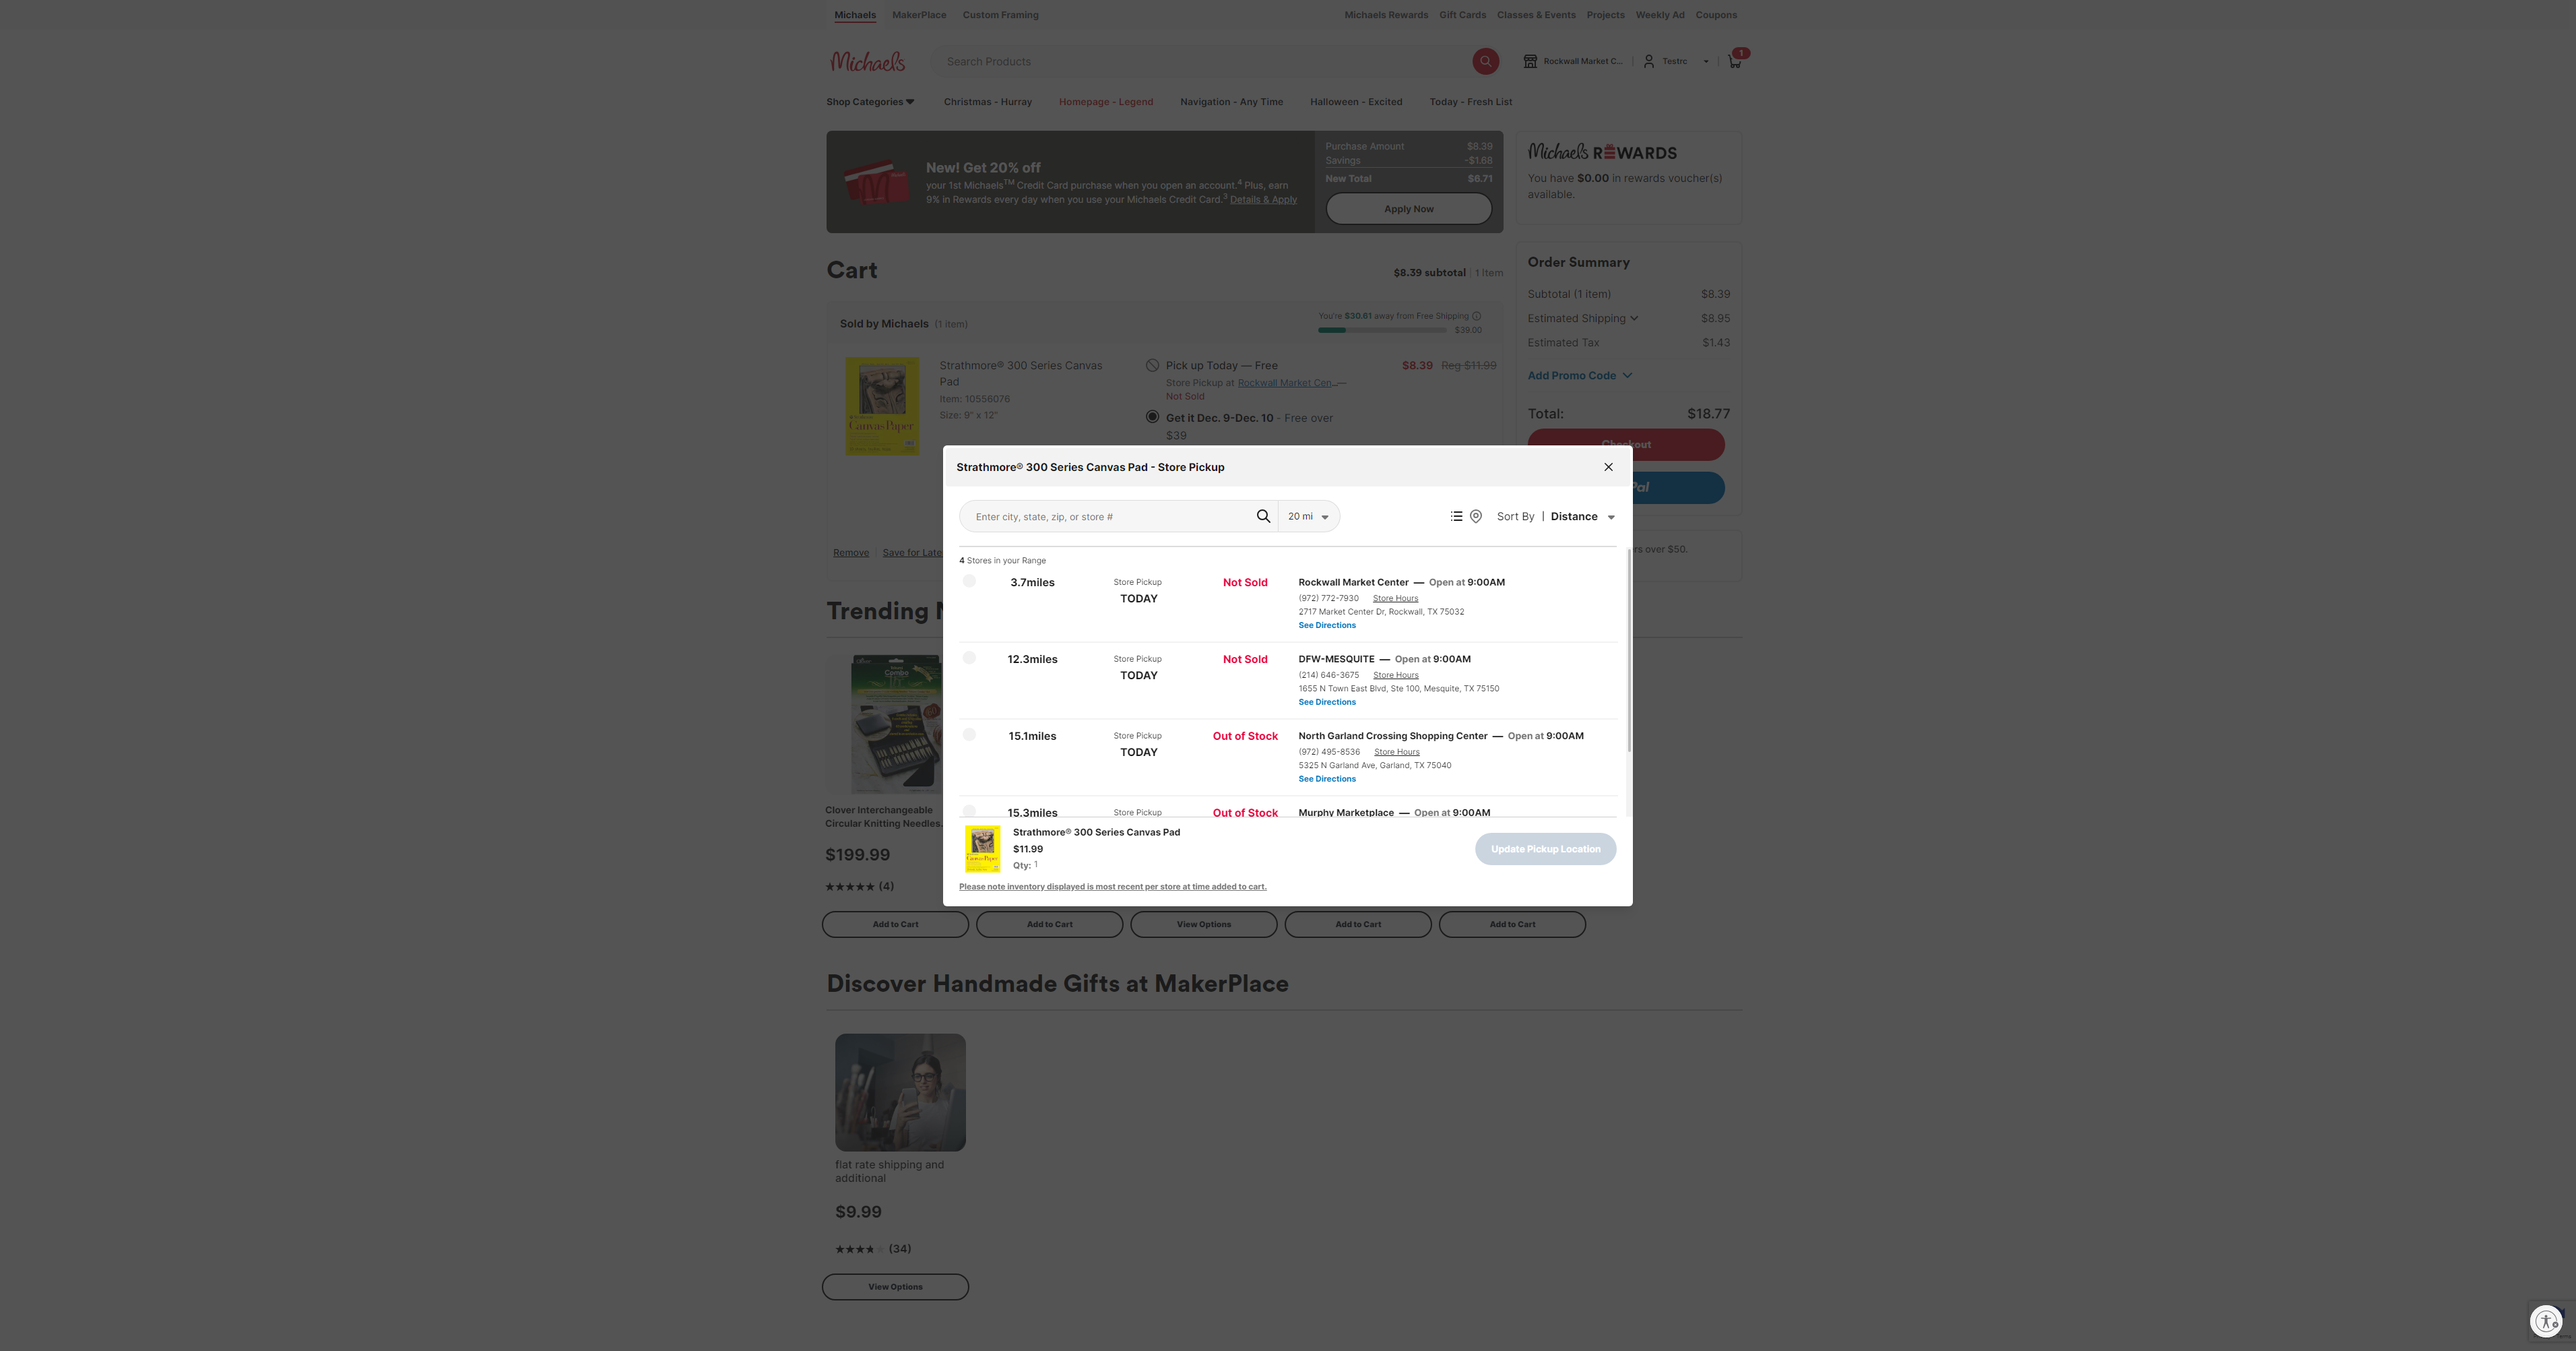 Michaels MakerPlace Custom Framing
Michaels Rewards Gift Cards Classes & Events Projects Weekly Ad Coupons
Michaels
Search Products
Rockwall Market C...
Testrc
1
Shop Categories Christmas - Hurray Homepage - Legend Navigation - Any Time Halloween - Excited Today - Fresh List
New! Get 20% off
your 1st Michaels™ Credit Card purchase when you open an account.⁴ Plus, earn
9% in Rewards every day when you use your Michaels Credit Card.³ Details & Apply
Purchase Amount $8.39
Savings -$1.68
New Total $6.71
Apply Now
Michaels REWARDS
You have $0.00 in rewards voucher(s)
available.
Cart
$8.39 subtotal | 1 Item
Order Summary
Subtotal (1 item) $8.39
Estimated Shipping $8.95
Estimated Tax $1.43
Add Promo Code
Total: $18.77
Checkout
Pal
rs over $50.
Sold by Michaels (1 item)
You're $30.61 away from Free Shipping
$39.00
Strathmore® 300 Series Canvas
Pad
Item: 10556076
Size: 9" x 12"
Canvas Paper
Pick up Today — Free
Store Pickup at Rockwall Market Cen...—
Not Sold
Get it Dec. 9-Dec. 10 - Free over
$39
$8.39 Reg $11.99
Remove Save for Late
Strathmore® 300 Series Canvas Pad - Store Pickup
Enter city, state, zip, or store #
20 mi
Sort By | Distance
4 Stores in your Range
3.7miles
Store Pickup
TODAY
Not Sold
Rockwall Market Center — Open at 9:00AM
(972) 772-7930 Store Hours
2717 Market Center Dr, Rockwall, TX 75032
See Directions
12.3miles
Store Pickup
TODAY
Not Sold
DFW-MESQUITE — Open at 9:00AM
(214) 646-3675 Store Hours
1655 N Town East Blvd, Ste 100, Mesquite, TX 75150
See Directions
15.1miles
Store Pickup
TODAY
Out of Stock
North Garland Crossing Shopping Center — Open at 9:00AM
(972) 495-8536 Store Hours
5325 N Garland Ave, Garland, TX 75040
See Directions
15.3miles
Store Pickup
Out of Stock
Murphy Marketplace — Open at 9:00AM
Strathmore® 300 Series Canvas Pad
$11.99
Qty: 1
Update Pickup Location
Please note inventory displayed is most recent per store at time added to cart.
Trending
Clover
Combo
Clover Interchangeable
Circular Knitting Needles.
$199.99
(4)
Add to Cart Add to Cart View Options Add to Cart Add to Cart
Discover Handmade Gifts at MakerPlace
flat rate shipping and
additional
$9.99
(34)
View Options